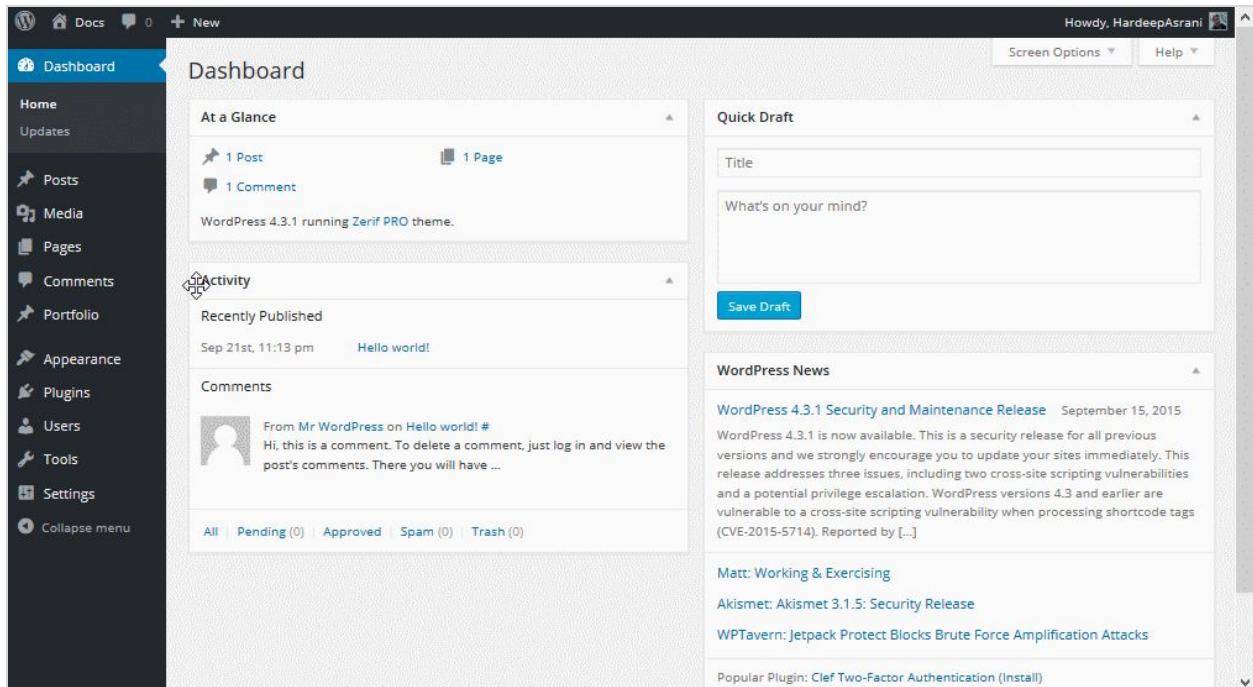 Docs 0 New
Howdy, HardeepAsrani
Screen Options
Help
Dashboard
Home
Updates
Posts
Media
Pages
Comments
Portfolio
Appearance
Plugins
Users
Tools
Settings
Collapse menu
Dashboard
At a Glance
1 Post
1 Page
1 Comment
WordPress 4.3.1 running Zerif PRO theme.
Activity
Recently Published
Sep 21st, 11:13 pm Hello world!
Comments
From Mr WordPress on Hello world! #
Hi, this is a comment. To delete a comment, just log in and view the
post's comments. There you will have ...
All | Pending (0) | Approved | Spam (0) | Trash (0)
Quick Draft
Title
What's on your mind?
Save Draft
WordPress News
WordPress 4.3.1 Security and Maintenance Release September 15, 2015
WordPress 4.3.1 is now available. This is a security release for all previous
versions and we strongly encourage you to update your sites immediately. This
release addresses three issues, including two cross-site scripting vulnerabilities
and a potential privilege escalation. WordPress versions 4.3 and earlier are
vulnerable to a cross-site scripting vulnerability when processing shortcode tags
(CVE-2015-5714). Reported by [...]
Matt: Working & Exercising
Akismet: Akismet 3.1.5: Security Release
WPTavern: Jetpack Protect Blocks Brute Force Amplification Attacks
Popular Plugin: Clef Two-Factor Authentication (Install)